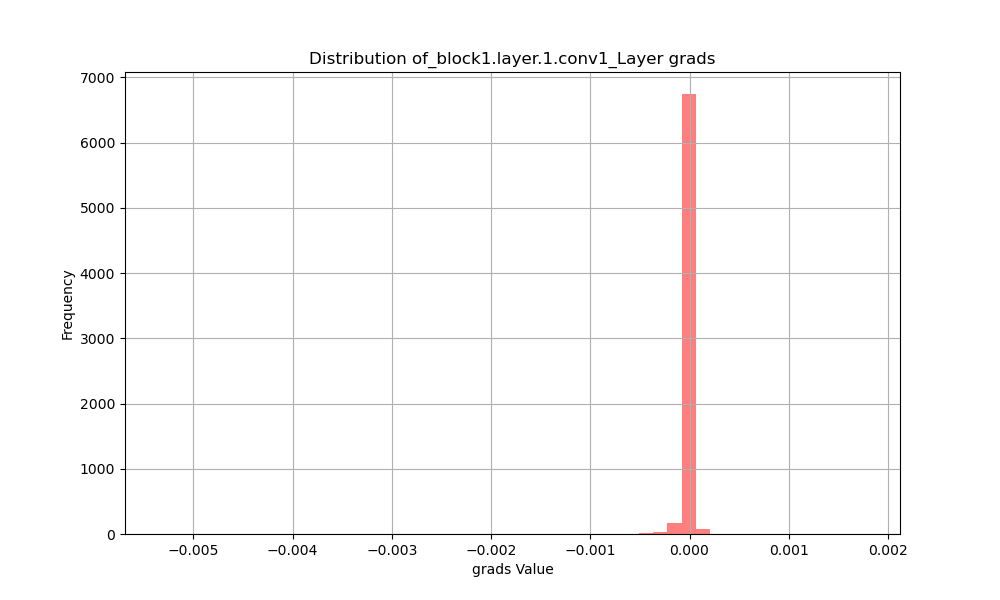 Distribution of_block1.layer.1.conv1_Layer grads
7000
6000
5000
4000
3000
2000
1000
0
Frequency
−0.005 −0.004 −0.003 −0.002 −0.001 0.000 0.001 0.002
grads Value